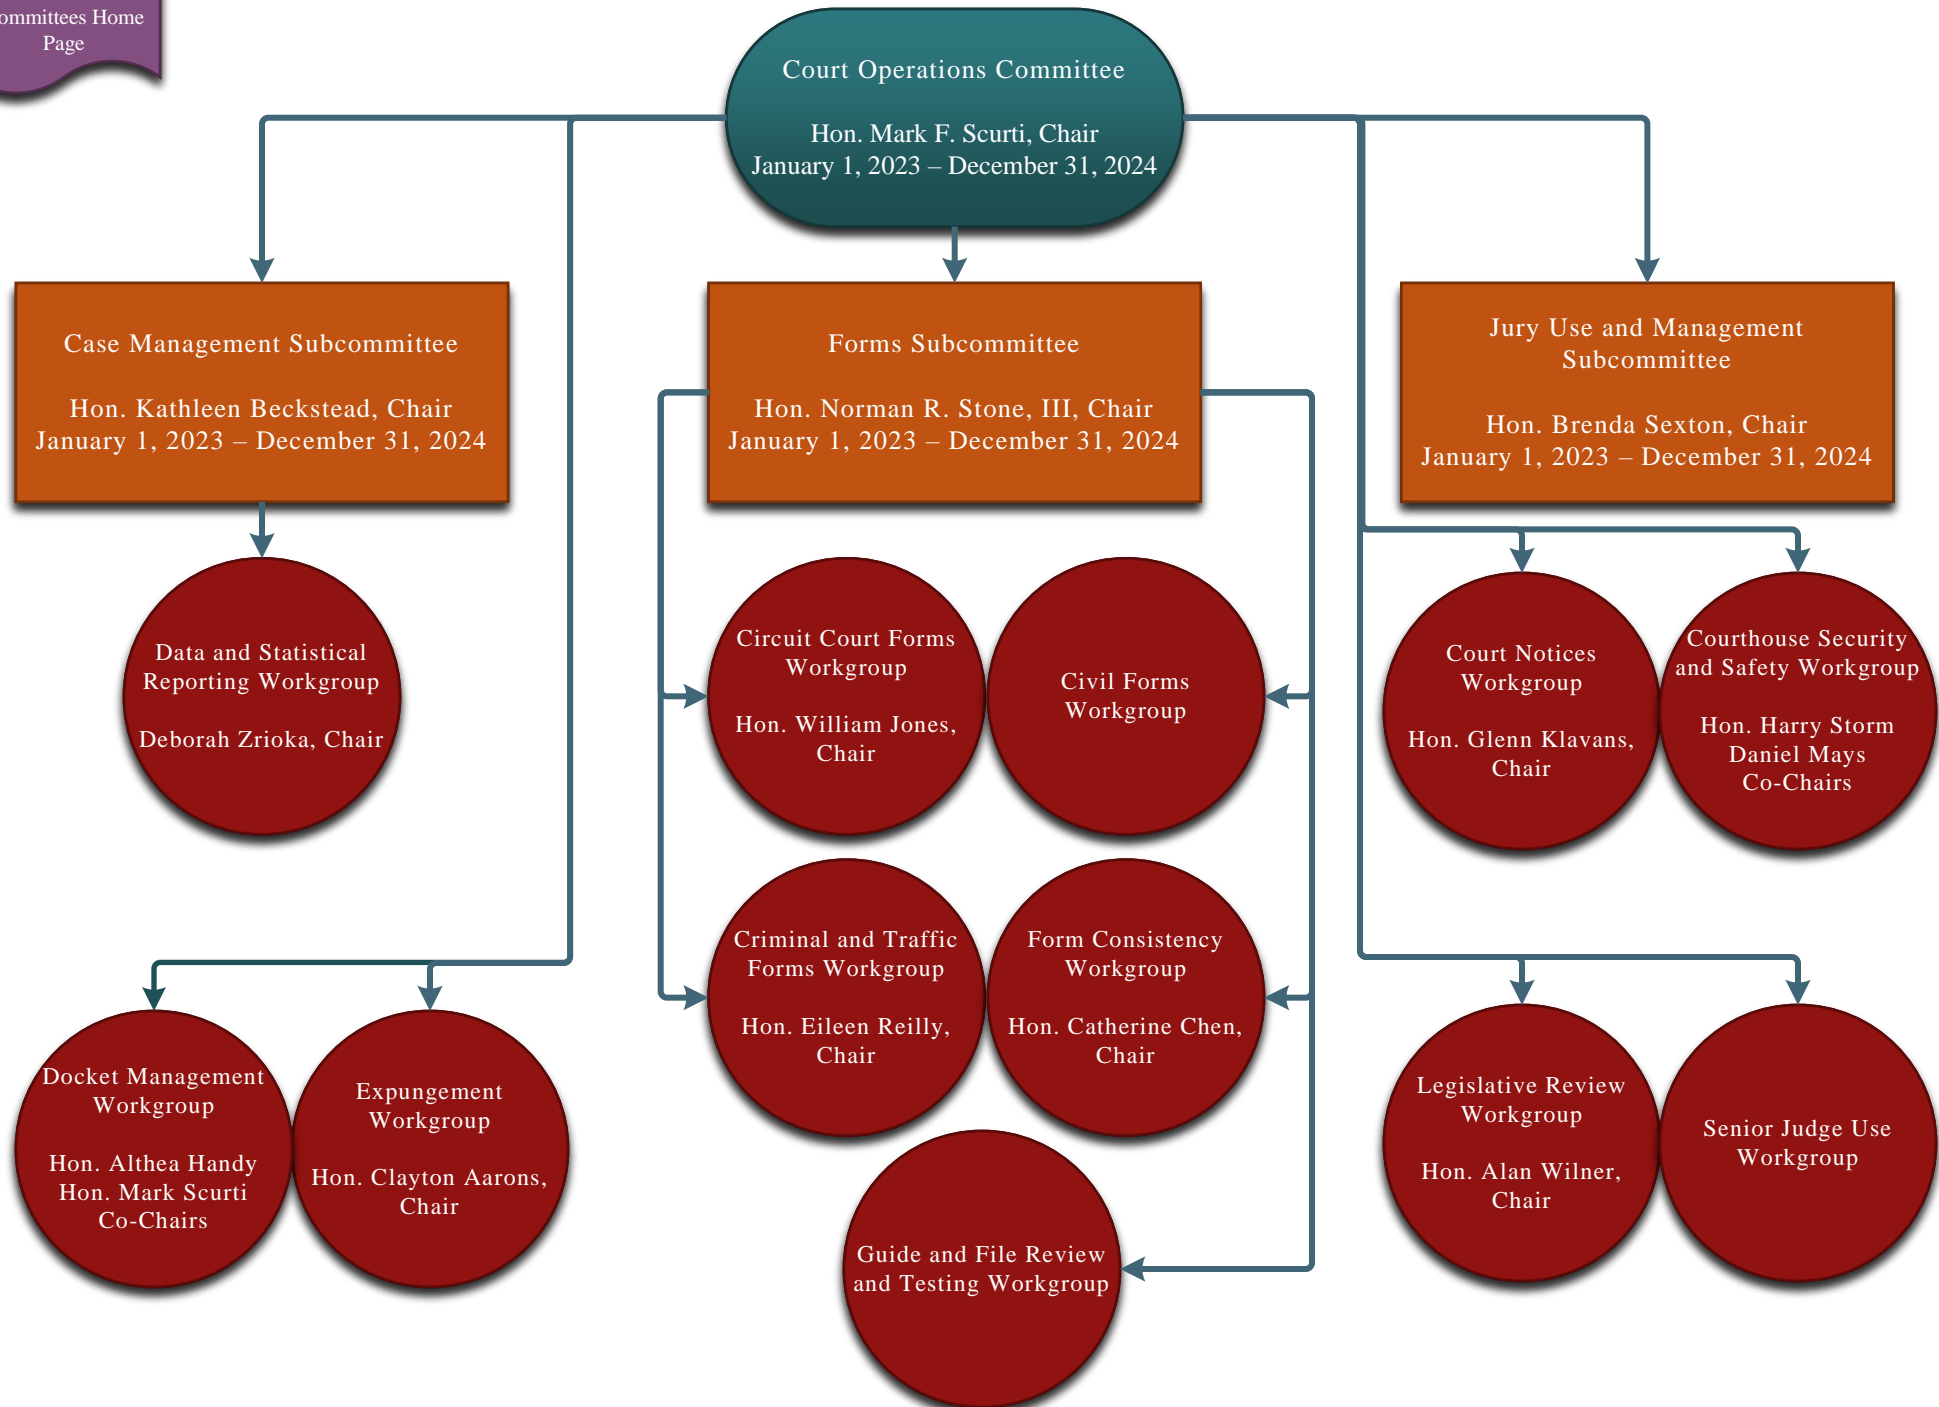 ommittees Home
Page
Court Operations Committee
Hon. Mark F. Scurti, Chair
January 1, 2023 – December 31, 2024
Case Management Subcommittee
Hon. Kathleen Beckstead, Chair
January 1, 2023 – December 31, 2024
Forms Subcommittee
Hon. Norman R. Stone, III, Chair
January 1, 2023 – December 31, 2024
Jury Use and Management
Subcommittee
Hon. Brenda Sexton, Chair
January 1, 2023 – December 31, 2024
Data and Statistical
Reporting Workgroup
Deborah Zrioka, Chair
Circuit Court Forms
Workgroup
Hon. William Jones,
Chair
Civil Forms
Workgroup
Court Notices
Workgroup
Hon. Glenn Klavans,
Chair
Courthouse Security
and Safety Workgroup
Hon. Harry Storm
Daniel Mays
Co-Chairs
Criminal and Traffic
Forms Workgroup
Hon. Eileen Reilly,
Chair
Form Consistency
Workgroup
Hon. Catherine Chen,
Chair
Docket Management
Workgroup
Hon. Althea Handy
Hon. Mark Scurti
Co-Chairs
Expungement
Workgroup
Hon. Clayton Aarons,
Chair
Guide and File Review
and Testing Workgroup
Legislative Review
Workgroup
Hon. Alan Wilner,
Chair
Senior Judge Use
Workgroup